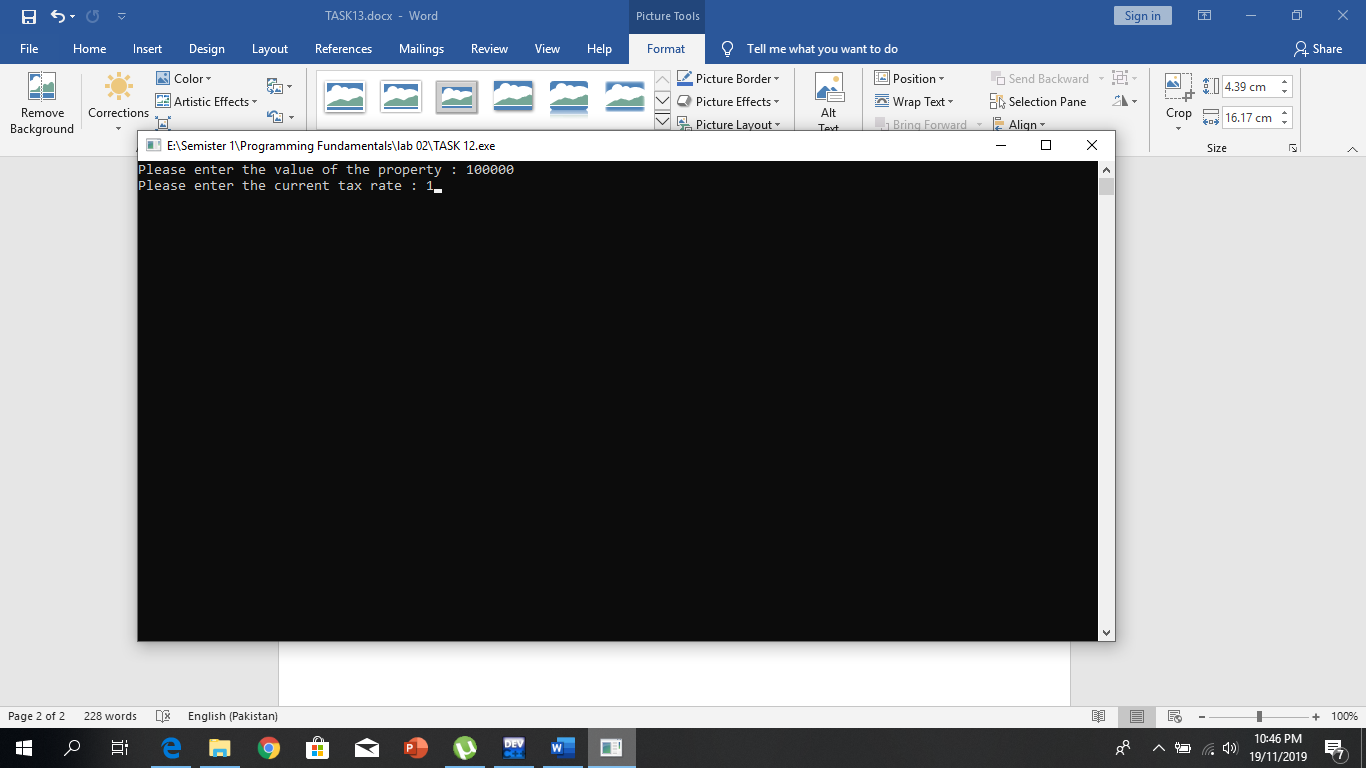 TASK13.docx - Word
Picture Tools
Sign in
File Home Insert Design Layout References Mailings Review View Help Format Tell me what you want to do Share
Remove Background
Corrections
Color
Artistic Effects
Picture Border
Picture Effects
Picture Layout
Alt Text
Position
Wrap Text
Bring Forward
Send Backward
Selection Pane
Align
Crop
4.39 cm
16.17 cm
Size
E:\Semister 1\Programming Fundamentals\lab 02\TASK 12.exe
Please enter the value of the property : 100000
Please enter the current tax rate : 1
Page 2 of 2 228 words English (Pakistan) 100%
DEV
W
P
10:46 PM
19/11/2019
7